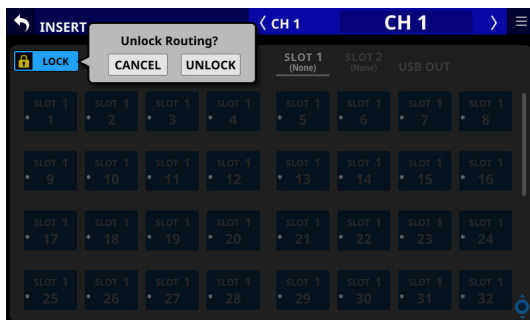 INSERT
CH 1
CH 1
Unlock Routing?
CANCEL
UNLOCK
LOCK
SLOT 1
(None)
SLOT 2
(None)
USB OUT
SLOT 1
* 1
SLOT 1
* 2
SLOT 1
* 3
SLOT 1
* 4
SLOT 1
* 5
SLOT 1
* 6
SLOT 1
* 7
SLOT 1
* 8
SLOT 1
* 9
SLOT 1
* 10
SLOT 1
* 11
SLOT 1
* 12
SLOT 1
* 13
SLOT 1
* 14
SLOT 1
* 15
SLOT 1
* 16
SLOT 1
* 17
SLOT 1
* 18
SLOT 1
* 19
SLOT 1
* 20
SLOT 1
* 21
SLOT 1
* 22
SLOT 1
* 23
SLOT 1
* 24
SLOT 1
* 25
SLOT 1
* 26
SLOT 1
* 27
SLOT 1
* 28
SLOT 1
* 29
SLOT 1
* 30
SLOT 1
* 31
SLOT 1
* 32